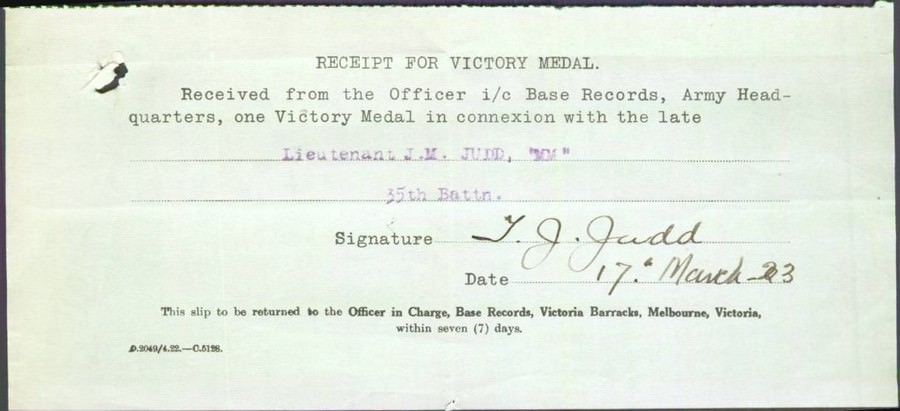 RECEIPT FOR VICTORY MEDAL.
Received from the Officer i/c Base Records, Army Head-
quarters, one Victory Medal in connexion with the late
Lieutenant J.M. JUDD, "MM"
35th Battn.
Signature T. J. Judd
Date 17." March 23
This slip to be returned to the Officer in Charge, Base Records, Victoria Barracks, Melbourne, Victoria,
within seven (7) days.
D.2049/4.22.—C.5128.